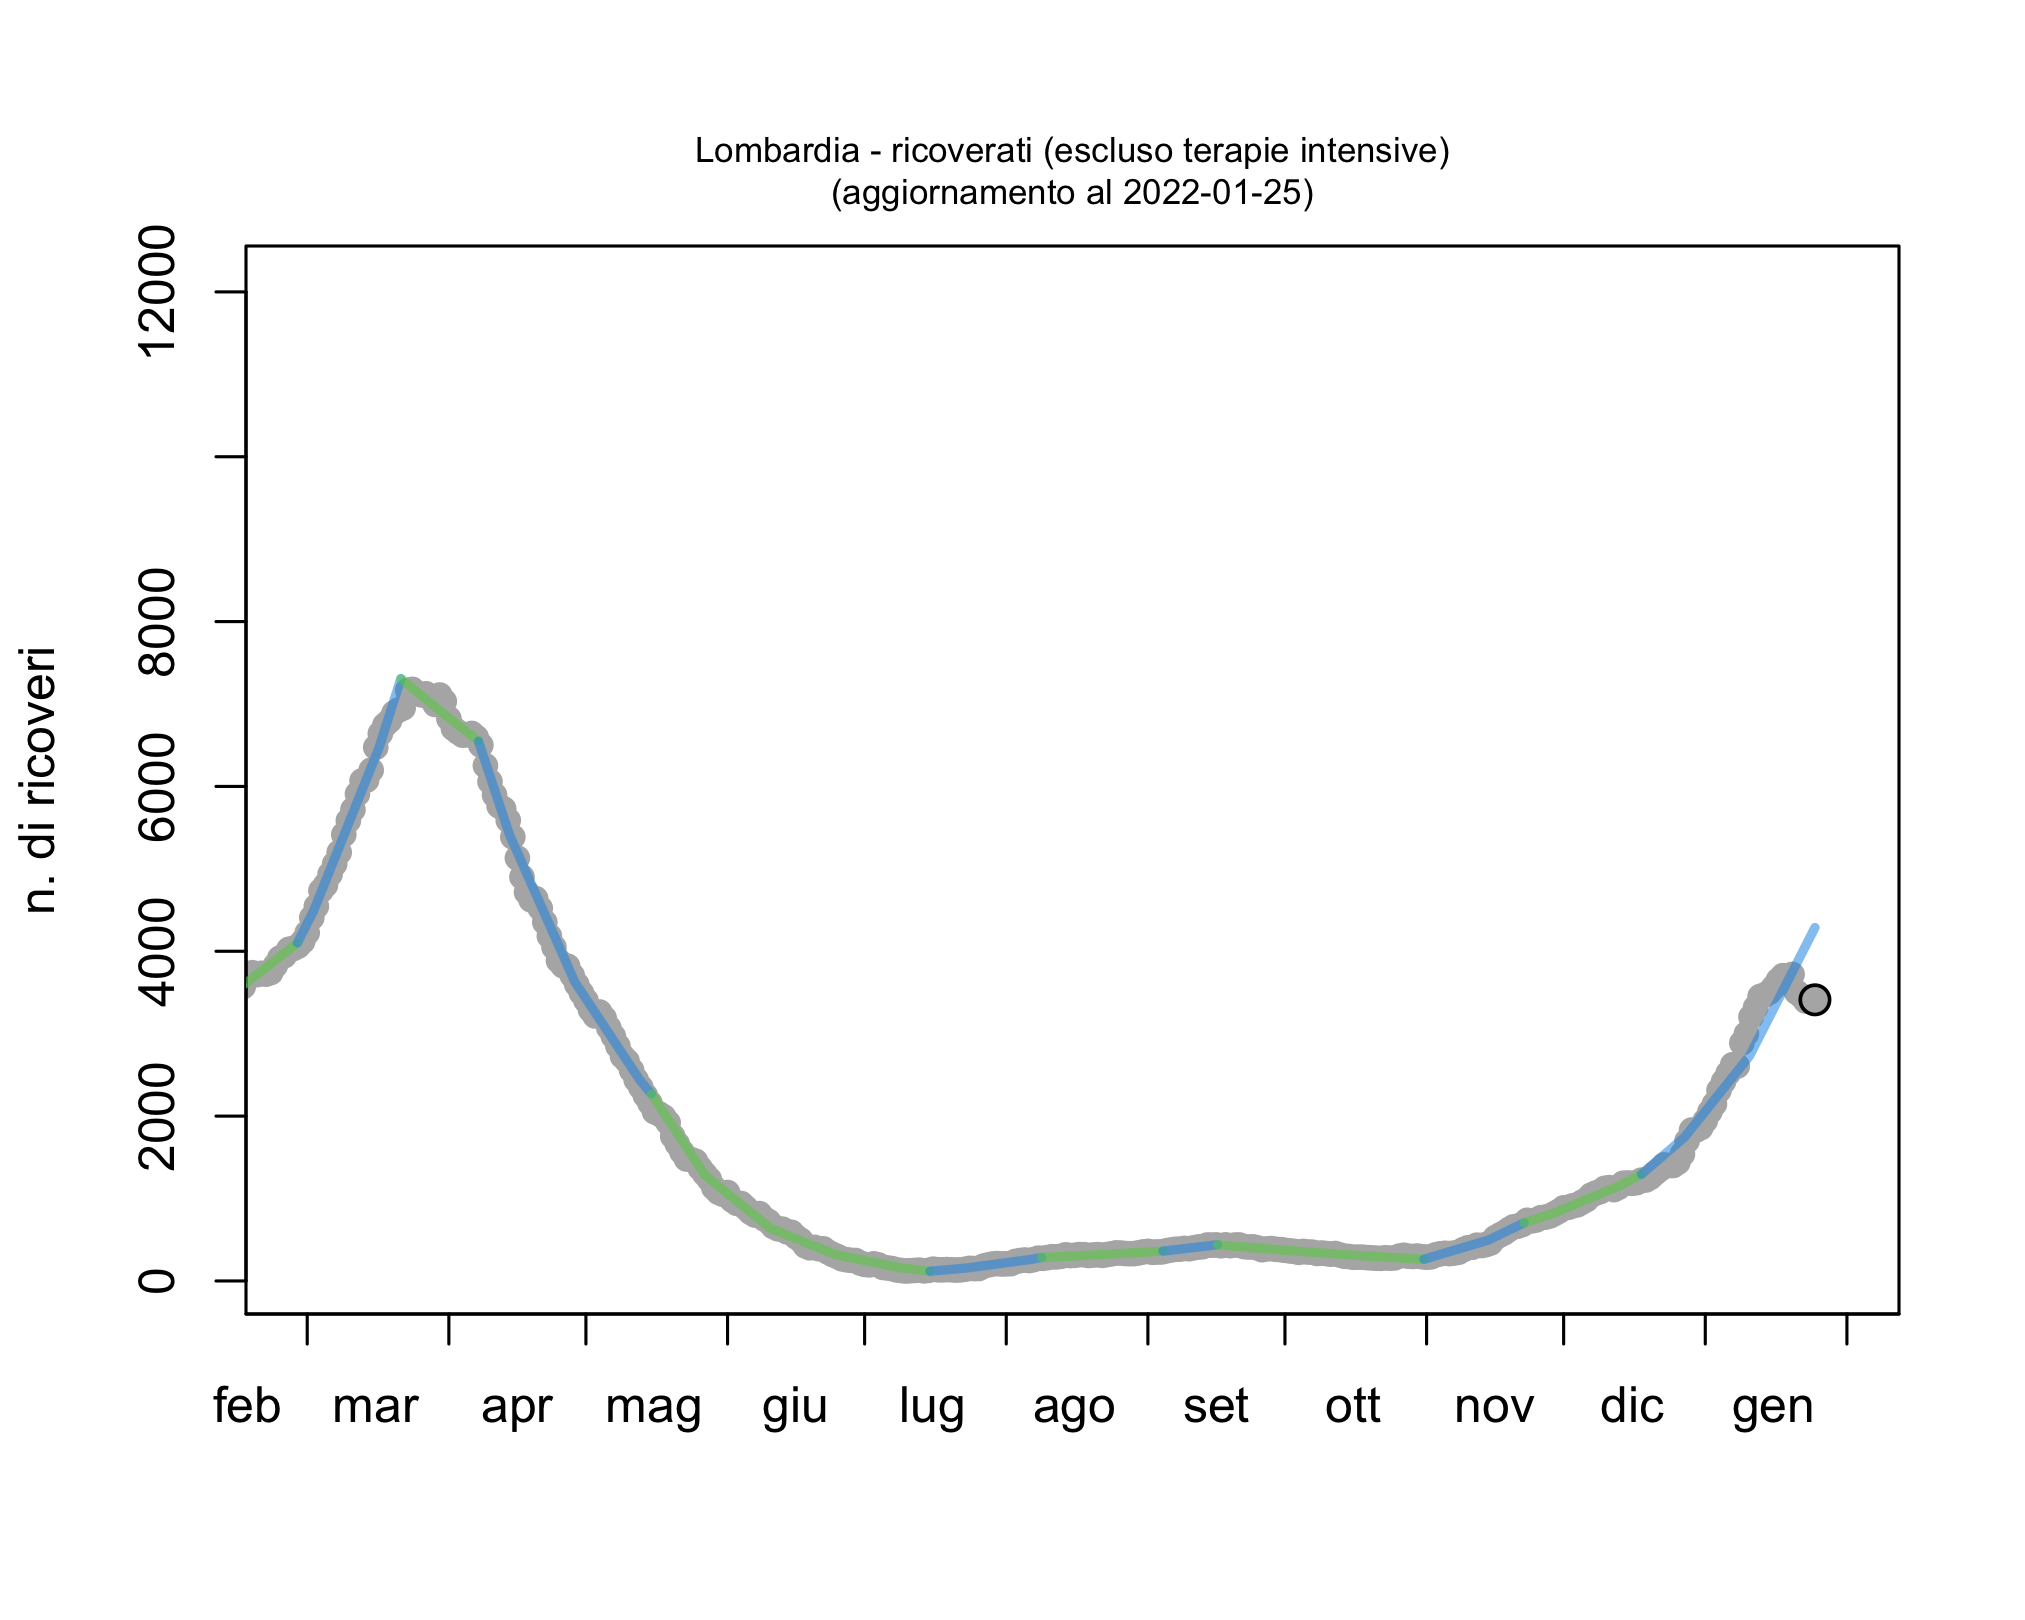 Lombardia - ricoverati (escluso terapie intensive)
(aggiornamento al 2022-01-25)
n. di ricoveri
12000
8000
6000
4000
2000
0
feb mar apr mag giu lug ago set ott nov dic gen